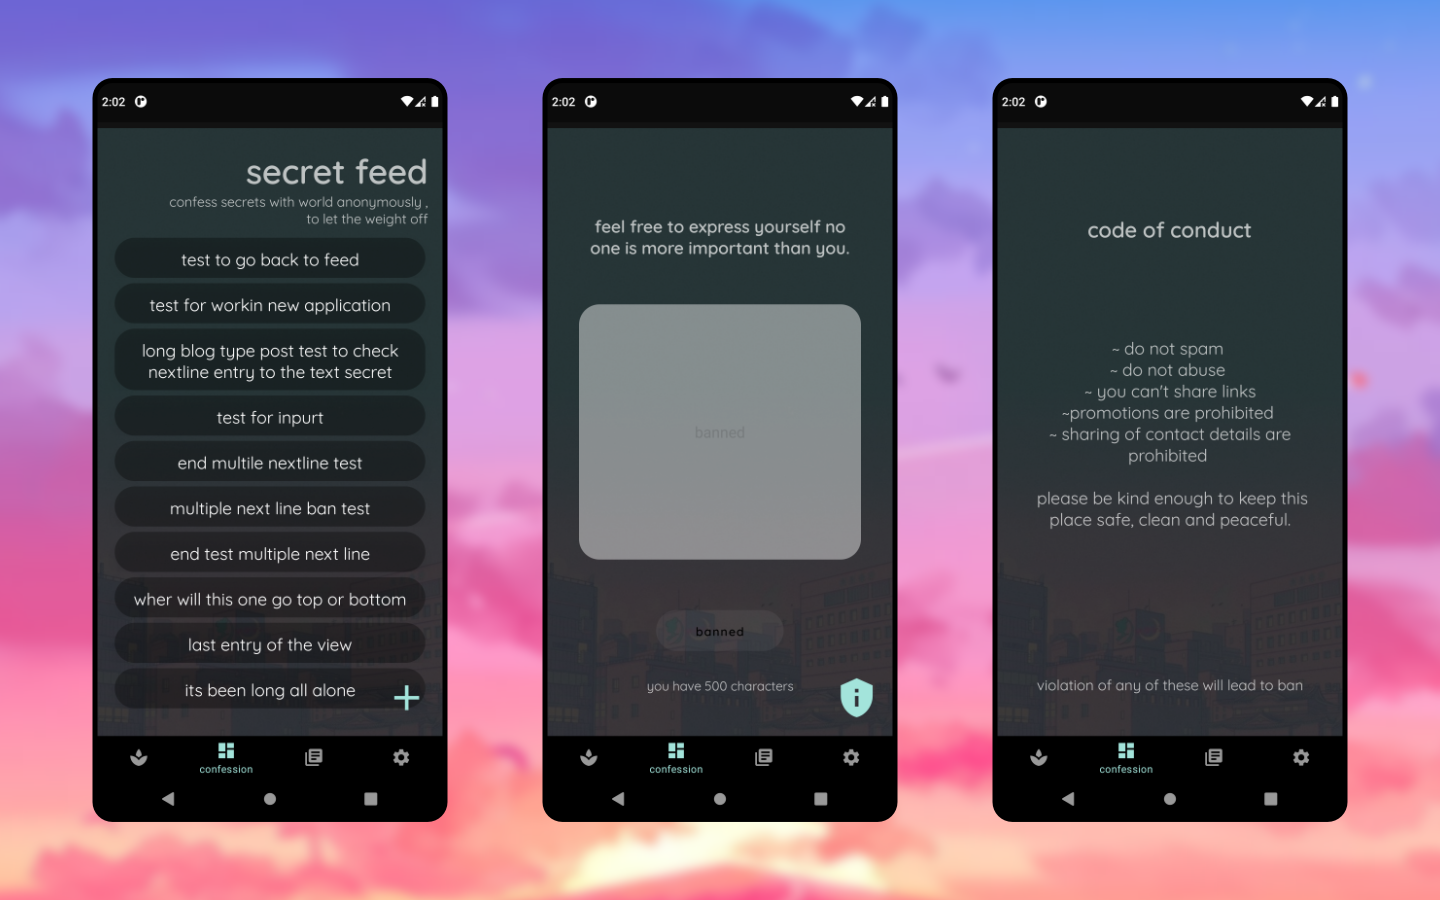 2:02
secret feed
confess secrets with world anonymously ,
to let the weight off
test to go back to feed
test for workin new application
long blog type post test to check
nextline entry to the text secret
test for inpurt
end multile nextline test
multiple next line ban test
end test multiple next line
wher will this one go top or bottom
last entry of the view
its been long all alone
confession
2:02
feel free to express yourself no
one is more important than you.
banned
banned
you have 500 characters
confession
2:02
code of conduct
~ do not spam
~ do not abuse
~ you can't share links
~promotions are prohibited
~ sharing of contact details are
prohibited
please be kind enough to keep this
place safe, clean and peaceful.
violation of any of these will lead to ban
confession